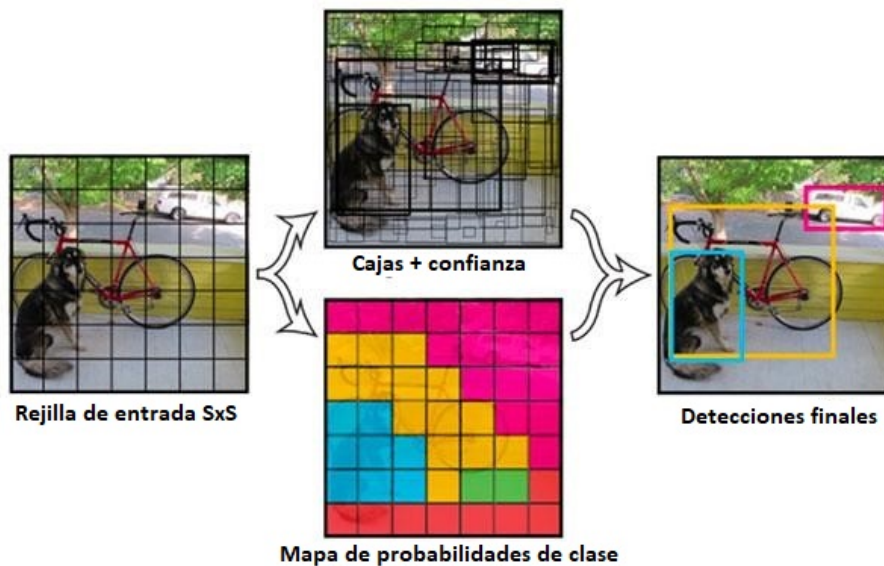 Cajas + confianza
Rejilla de entrada SxS
Detecciones finales
Mapa de probabilidades de clase